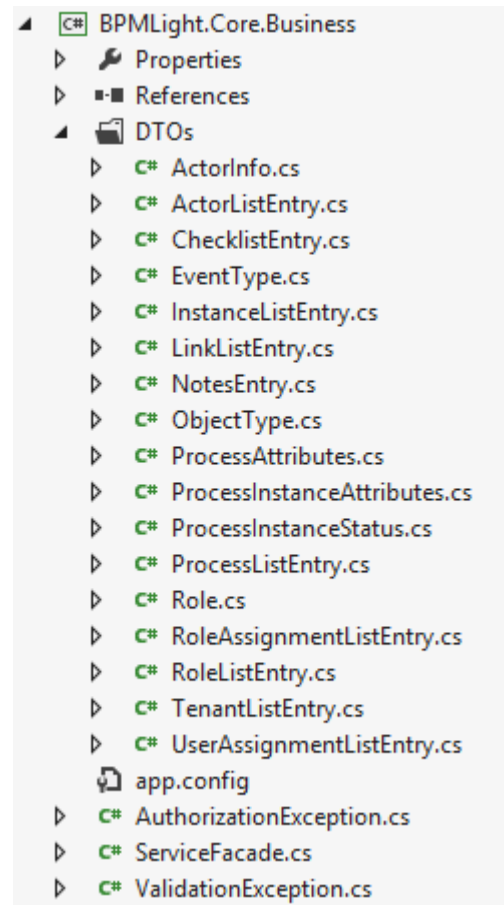 C# BPMLight.Core.Business
Properties
References
DTOs
C# ActorInfo.cs
C# ActorListEntry.cs
C# ChecklistEntry.cs
C# EventType.cs
C# InstanceListEntry.cs
C# LinkListEntry.cs
C# NotesEntry.cs
C# ObjectType.cs
C# ProcessAttributes.cs
C# ProcessInstanceAttributes.cs
C# ProcessInstanceStatus.cs
C# ProcessListEntry.cs
C# Role.cs
C# RoleAssignmentListEntry.cs
C# RoleListEntry.cs
C# TenantListEntry.cs
C# UserAssignmentListEntry.cs
app.config
C# AuthorizationException.cs
C# ServiceFacade.cs
C# ValidationException.cs